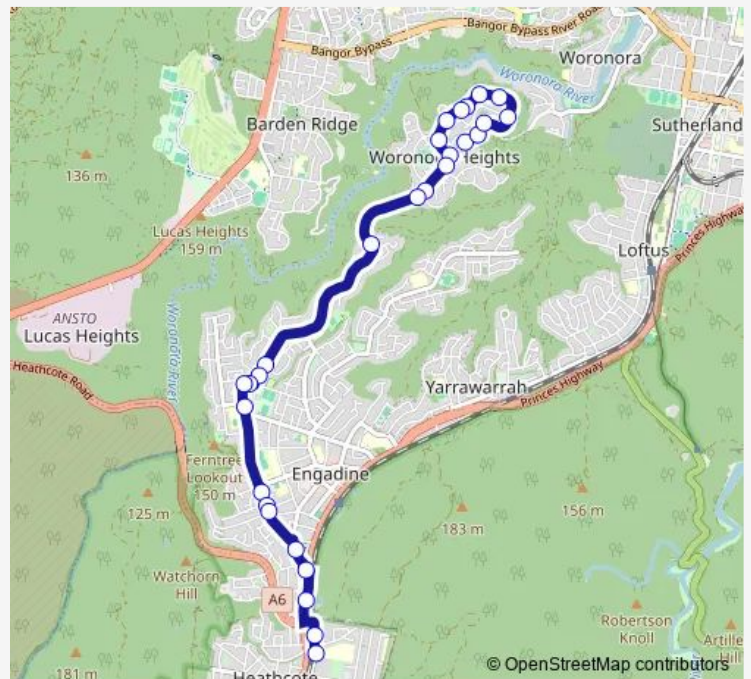 Bangor Bypass
Bangor Bypass River Road
Woronora
Woronora River
Barden Ridge
Sutherland
Heights
136 m
Lucas Heights
159 m
Princes Highway
Loftus
ANSTO
Lucas Heights
Woronora River
Heathcote Road
Yarrawarrah
Princes Highway
Ferntree
Lookout
150 m
Engadine
125 m
183 m
156 m
Watchorn
Hill
A6
Robertson
Knoll
Artille
Hill
181 m
Heathcote
© OpenStreetMap contributors